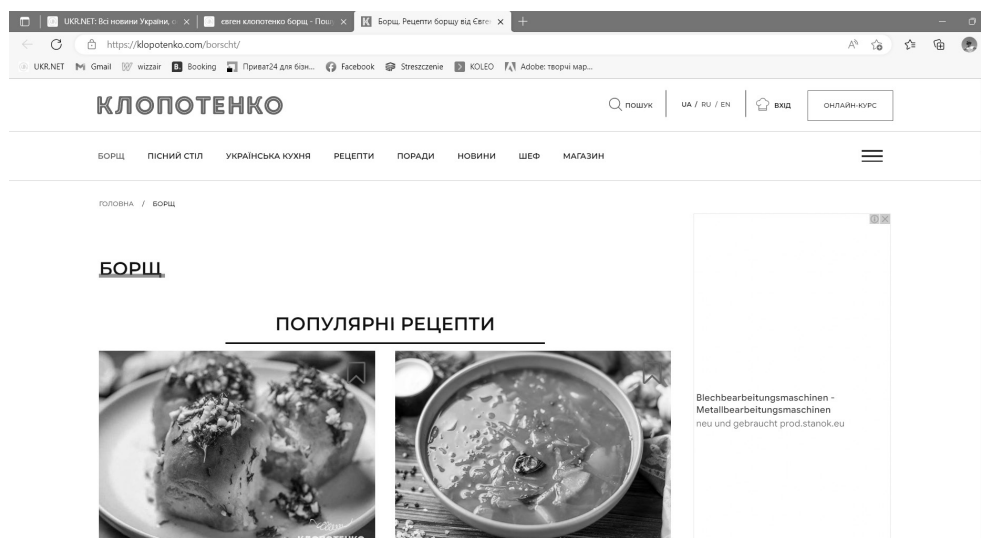 UKR.NET: Всі новини України, о
євген клопотенко борщ - Пошу
Борщ. Рецепти борщу від Євген
https://klopotenko.com/borscht/
UKR.NET Gmail wizzair B. Booking Приват24 для бізн... Facebook Streszczenie KOLEO Adobe: творчі мар...
КЛОПОТЕНКО
ПОШУК UA / RU / EN ВХІД ОНЛАЙН-КУРС
БОРЩ ПІСНИЙ СТІЛ УКРАЇНСЬКА КУХНЯ РЕЦЕПТИ ПОРАДИ НОВИНИ ШЕФ МАГАЗИН
ГОЛОВНА / БОРЩ
БОРЩ
ПОПУЛЯРНІ РЕЦЕПТИ
Blechbearbeitungsmaschinen -
Metallbearbeitungsmaschinen
neu und gebraucht prod.stanok.eu
КЛОПОТЕНКО